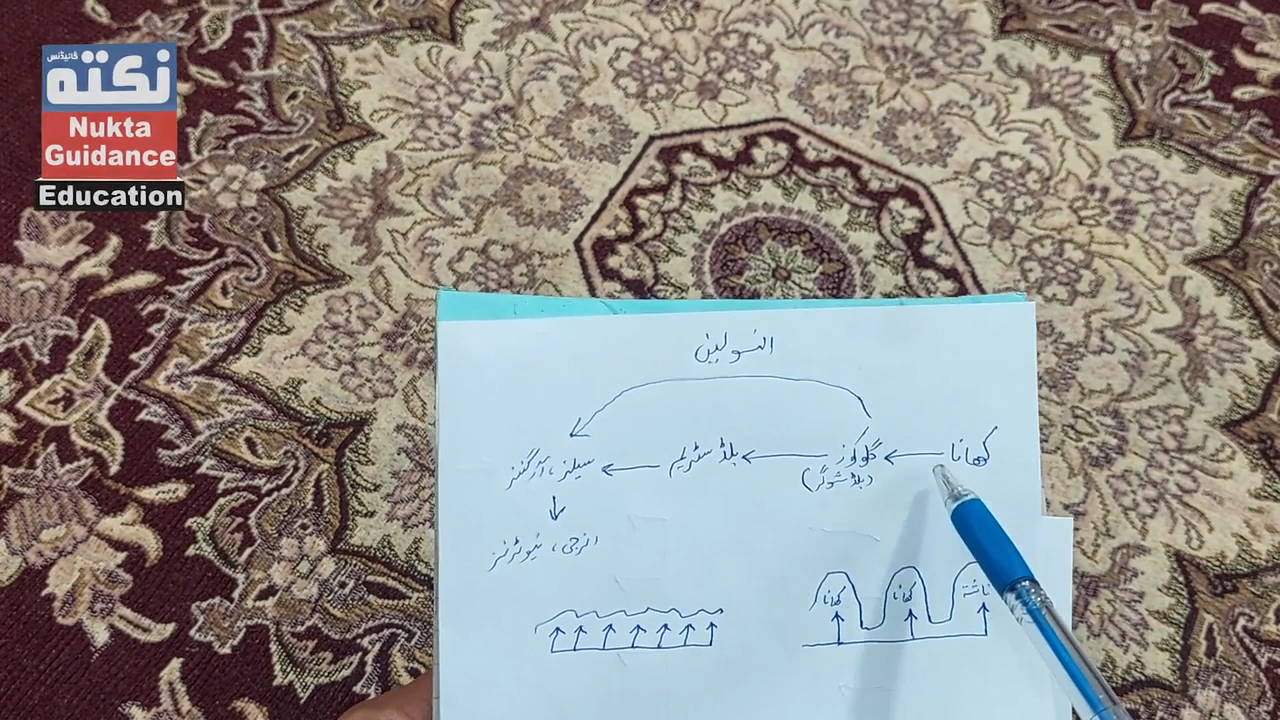 گائیڈنس
نکتہ
Nukta
Guidance
Education
انسولین
کھانا ← گلوکوز ← بلڈ سٹریم ← سیلز، آرگنز
(بلڈ شوگر)
انرجی، نیوٹرنز
ناشتہ کھانا کھانا